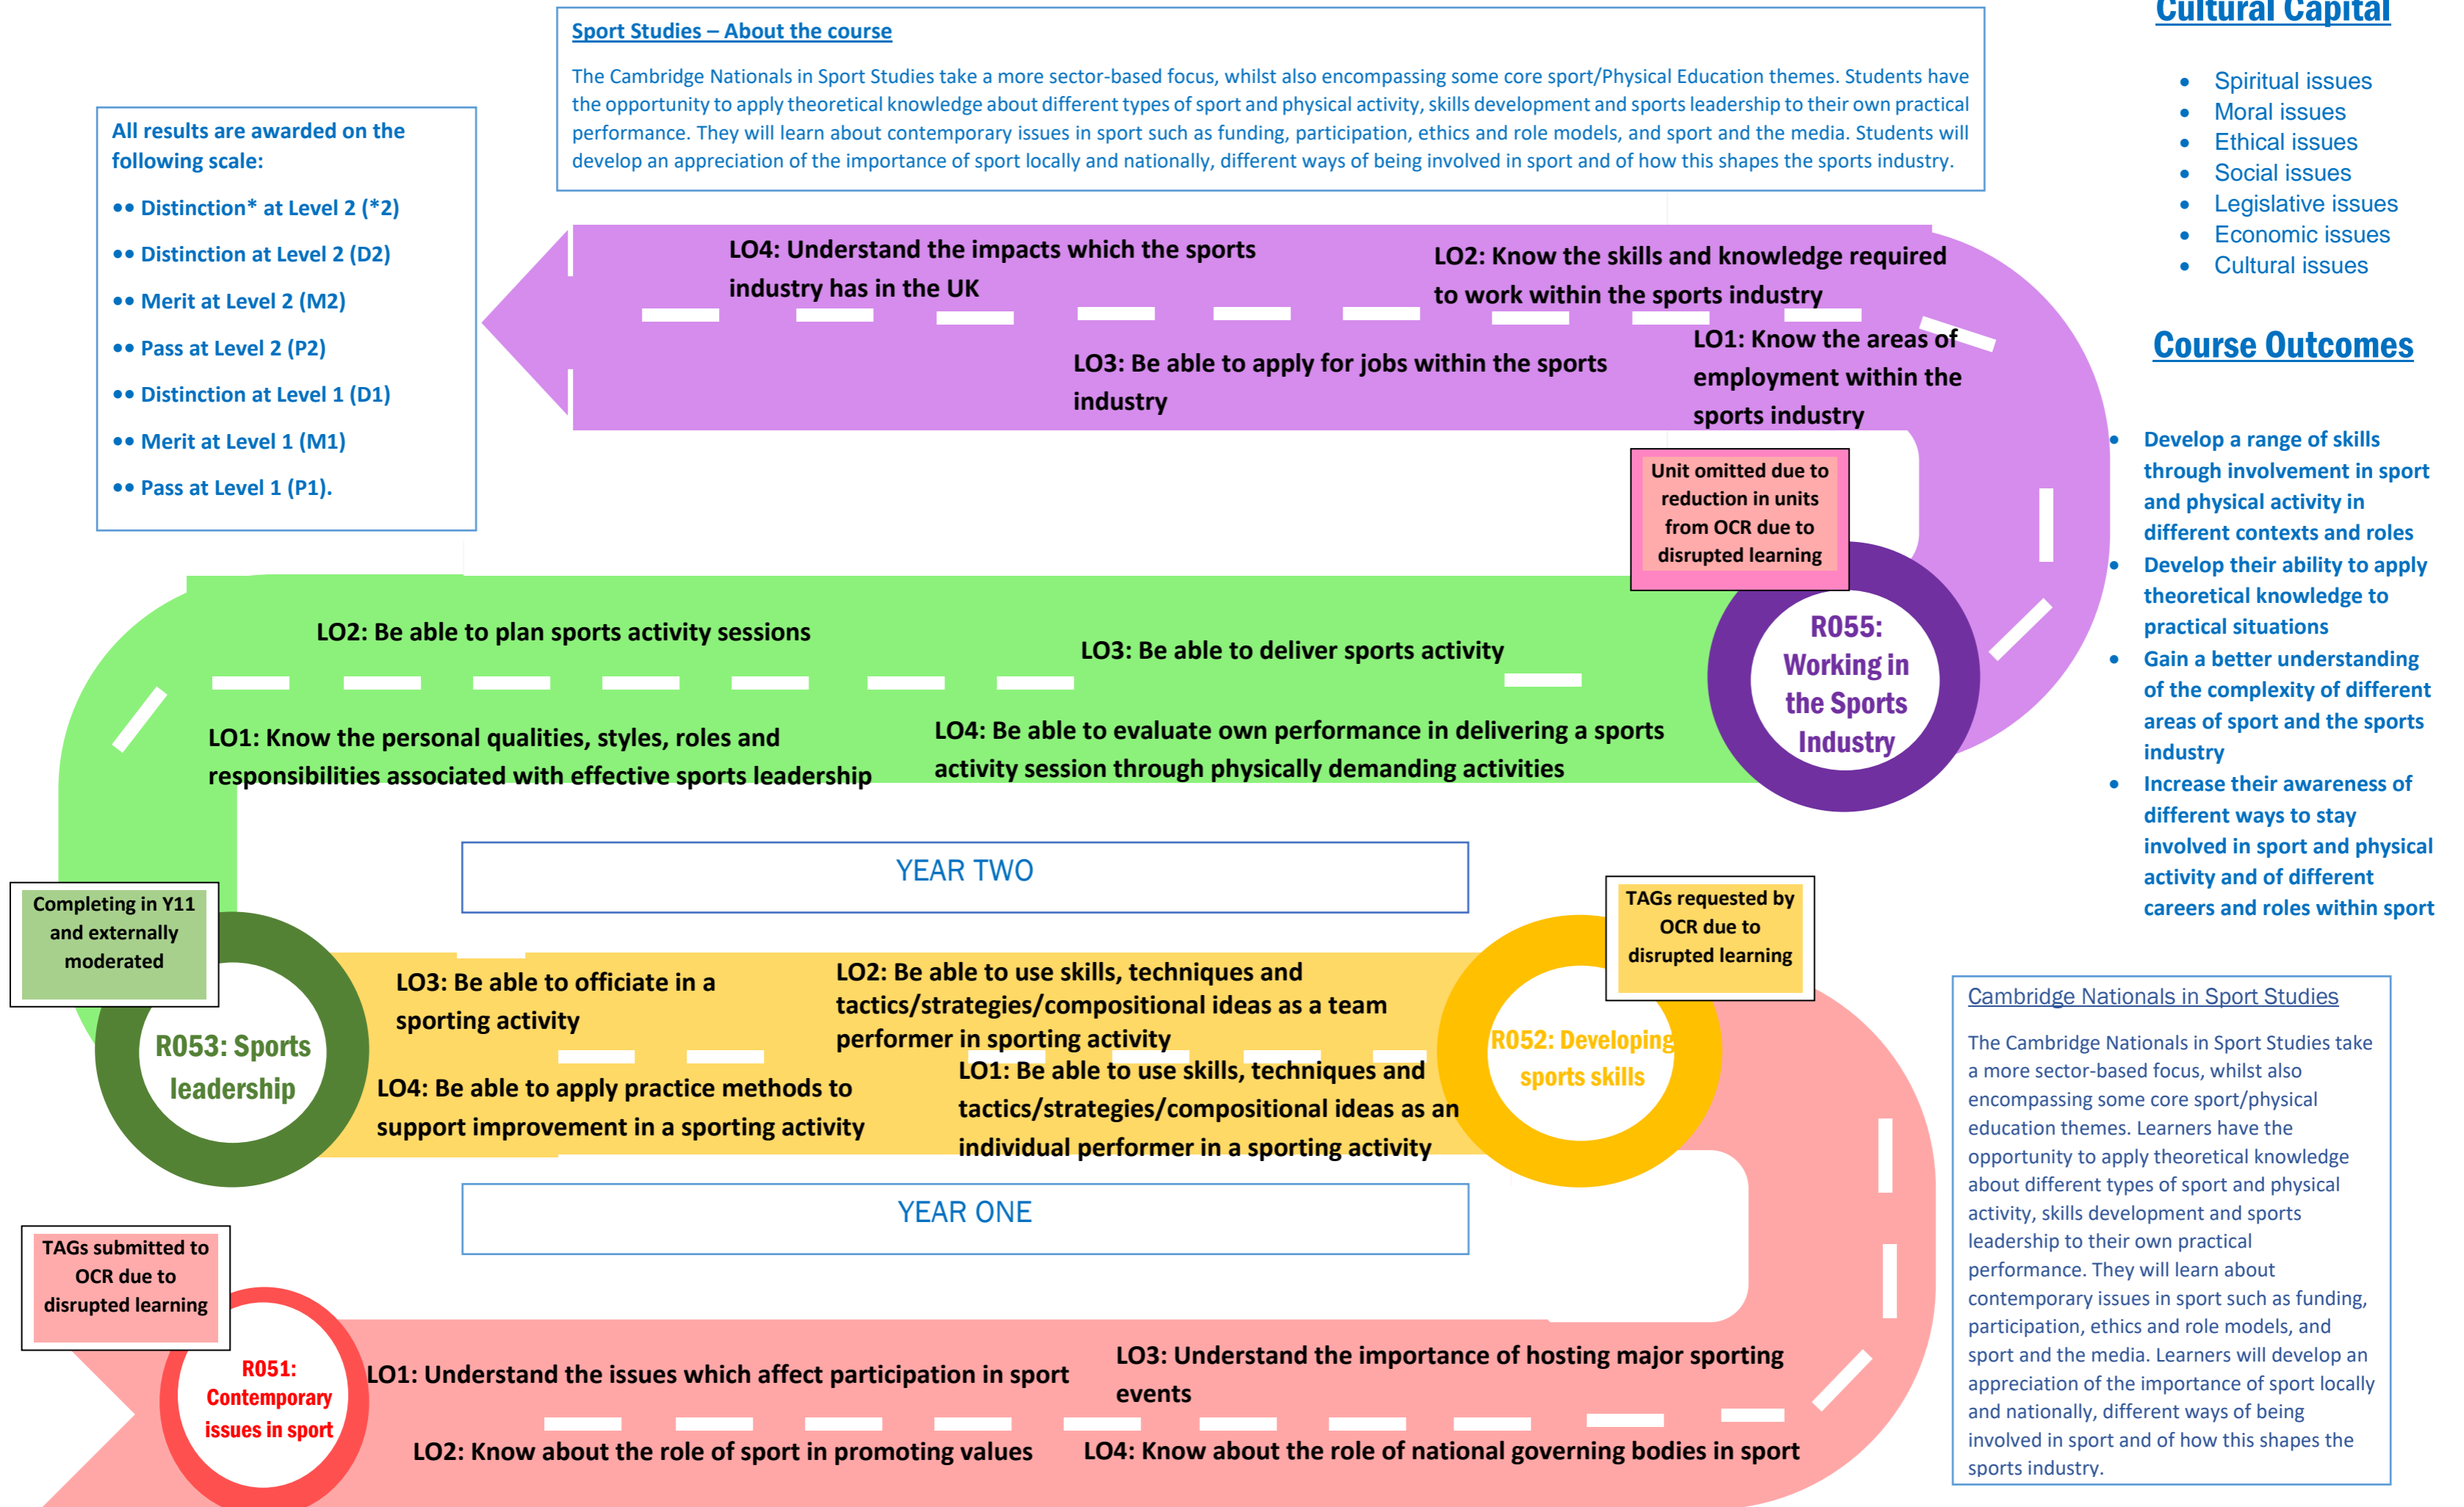 Sport Studies – About the course
The Cambridge Nationals in Sport Studies take a more sector-based focus, whilst also encompassing some core sport/Physical Education themes. Students have
the opportunity to apply theoretical knowledge about different types of sport and physical activity, skills development and sports leadership to their own practical
performance. They will learn about contemporary issues in sport such as funding, participation, ethics and role models, and sport and the media. Students will
develop an appreciation of the importance of sport locally and nationally, different ways of being involved in sport and of how this shapes the sports industry.
Cultural Capital
• Spiritual issues
• Moral issues
• Ethical issues
• Social issues
• Legislative issues
• Economic issues
• Cultural issues
All results are awarded on the
following scale:
•• Distinction* at Level 2 (*2)
•• Distinction at Level 2 (D2)
•• Merit at Level 2 (M2)
•• Pass at Level 2 (P2)
•• Distinction at Level 1 (D1)
•• Merit at Level 1 (M1)
•• Pass at Level 1 (P1).
LO4: Understand the impacts which the sports
industry has in the UK
LO2: Know the skills and knowledge required
to work within the sports industry
LO3: Be able to apply for jobs within the sports
industry
LO1: Know the areas of
employment within the
sports industry
Course Outcomes
• Develop a range of skills
through involvement in sport
and physical activity in
different contexts and roles
• Develop their ability to apply
theoretical knowledge to
practical situations
• Gain a better understanding
of the complexity of different
areas of sport and the sports
industry
• Increase their awareness of
different ways to stay
involved in sport and physical
activity and of different
careers and roles within sport
Unit omitted due to
reduction in units
from OCR due to
disrupted learning
R055:
Working in
the Sports
Industry
LO2: Be able to plan sports activity sessions
LO3: Be able to deliver sports activity
LO1: Know the personal qualities, styles, roles and
responsibilities associated with effective sports leadership
LO4: Be able to evaluate own performance in delivering a sports
activity session through physically demanding activities
YEAR TWO
Completing in Y11
and externally
moderated
R053: Sports
leadership
TAGs requested by
OCR due to
disrupted learning
R052: Developing
sports skills
LO3: Be able to officiate in a
sporting activity
LO2: Be able to use skills, techniques and
tactics/strategies/compositional ideas as a team
performer in sporting activity
LO4: Be able to apply practice methods to
support improvement in a sporting activity
LO1: Be able to use skills, techniques and
tactics/strategies/compositional ideas as an
individual performer in a sporting activity
YEAR ONE
Cambridge Nationals in Sport Studies
The Cambridge Nationals in Sport Studies take
a more sector-based focus, whilst also
encompassing some core sport/physical
education themes. Learners have the
opportunity to apply theoretical knowledge
about different types of sport and physical
activity, skills development and sports
leadership to their own practical
performance. They will learn about
contemporary issues in sport such as funding,
participation, ethics and role models, and
sport and the media. Learners will develop an
appreciation of the importance of sport locally
and nationally, different ways of being
involved in sport and of how this shapes the
sports industry.
TAGs submitted to
OCR due to
disrupted learning
R051:
Contemporary
issues in sport
LO1: Understand the issues which affect participation in sport
LO3: Understand the importance of hosting major sporting
events
LO2: Know about the role of sport in promoting values
LO4: Know about the role of national governing bodies in sport